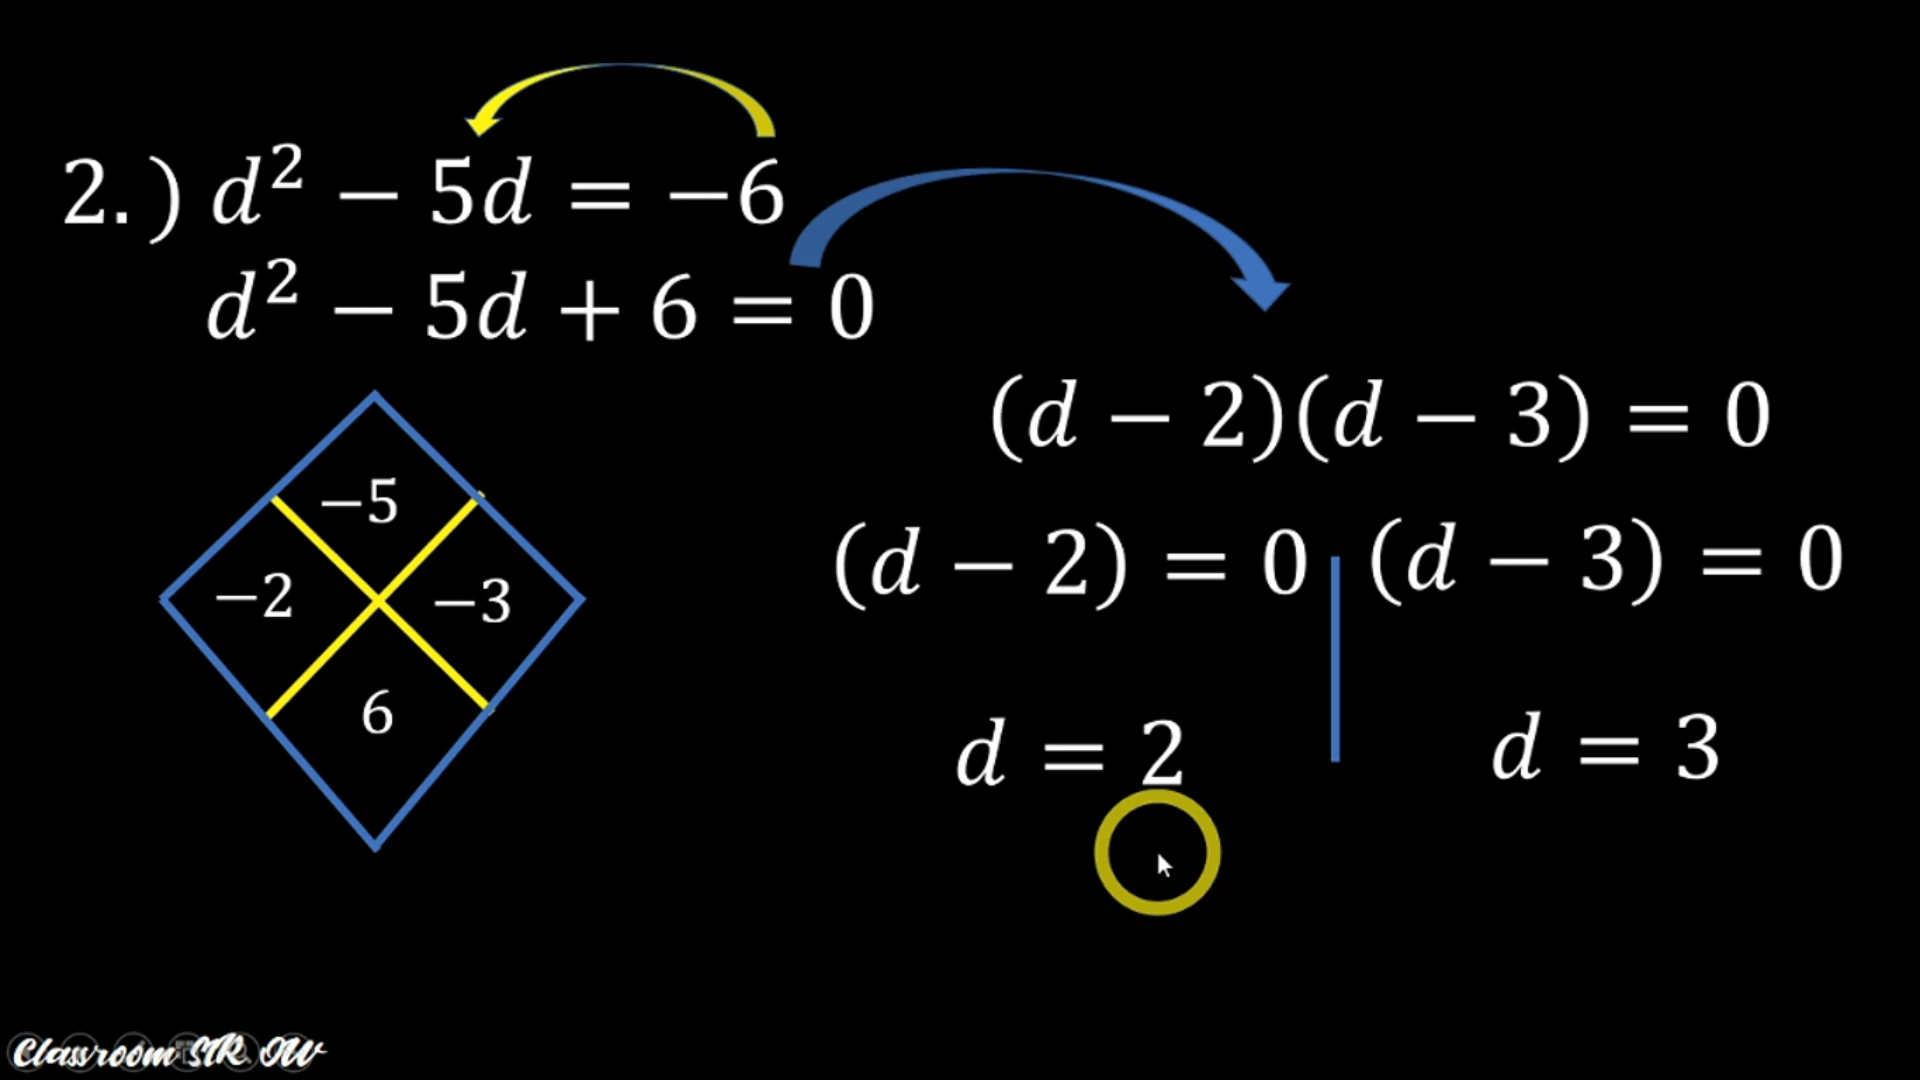 2.) d² − 5d = −6
d² − 5d + 6 = 0
(d − 2)(d − 3) = 0
(d − 2) = 0 (d − 3) = 0
d = 2 d = 3
−5
−2 −3
6
Classroom SIR OW